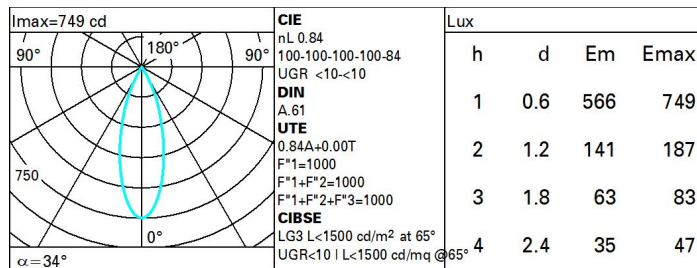 Imax=749 cd
90°
180°
90°
750
0°
α=34°
CIE
nL 0.84
100-100-100-100-84
UGR <10-<10
DIN
A.61
UTE
0.84A+0.00T
F"1=1000
F"1+F"2=1000
F"1+F"2+F"3=1000
CIBSE
LG3 L<1500 cd/m² at 65°
UGR<10 | L<1500 cd/mq @65°
Lux
h d Em Emax
1 0.6 566 749
2 1.2 141 187
3 1.8 63 83
4 2.4 35 47